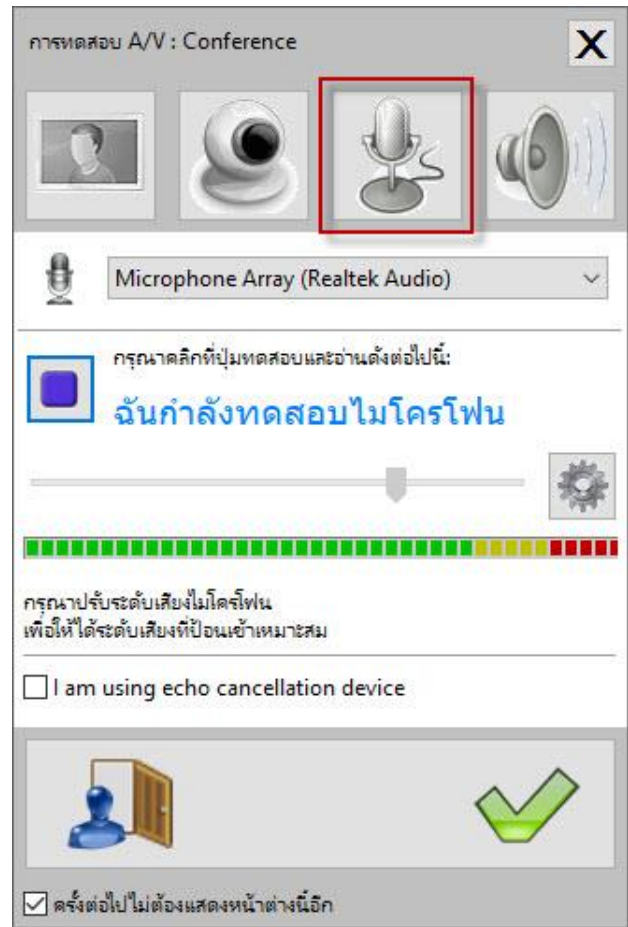 การทดสอบ A/V : Conference
X
Microphone Array (Realtek Audio)
กรุณาคลิกที่ปุ่มทดสอบและอ่านดังต่อไปนี้:
ฉันกำลังทดสอบไมโครโฟน
กรุณาปรับระดับเสียงไมโครโฟน
เพื่อให้ได้ระดับเสียงที่ป้อนเข้าเหมาะสม
I am using echo cancellation device
ครั้งต่อไปไม่ต้องแสดงหน้าต่างนี้อีก